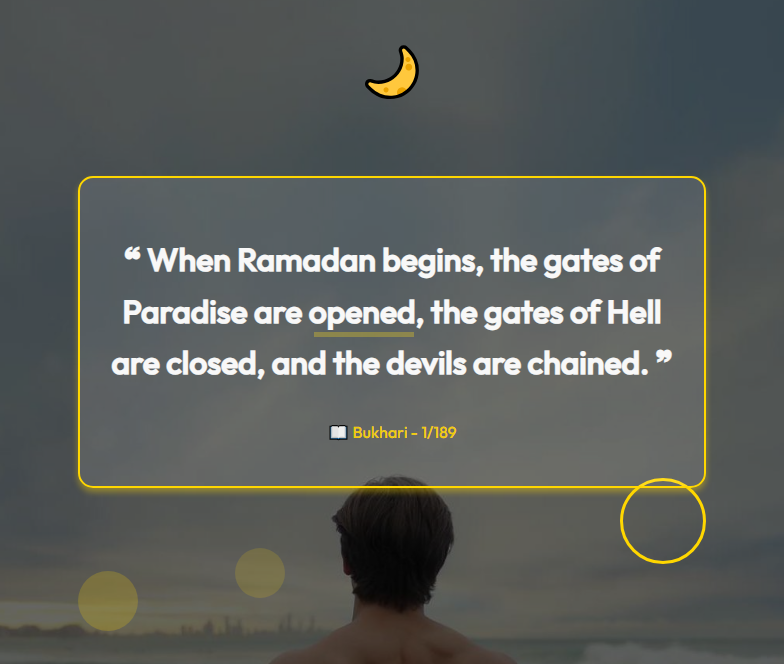 ❝ When Ramadan begins, the gates of
Paradise are opened, the gates of Hell
are closed, and the devils are chained. ❞
📖 Bukhari - 1/189